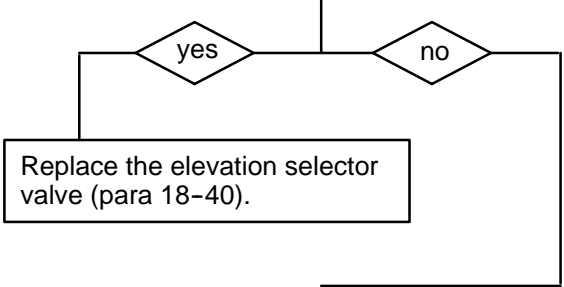 yes
no
Replace the elevation selector
valve (para 18-40).